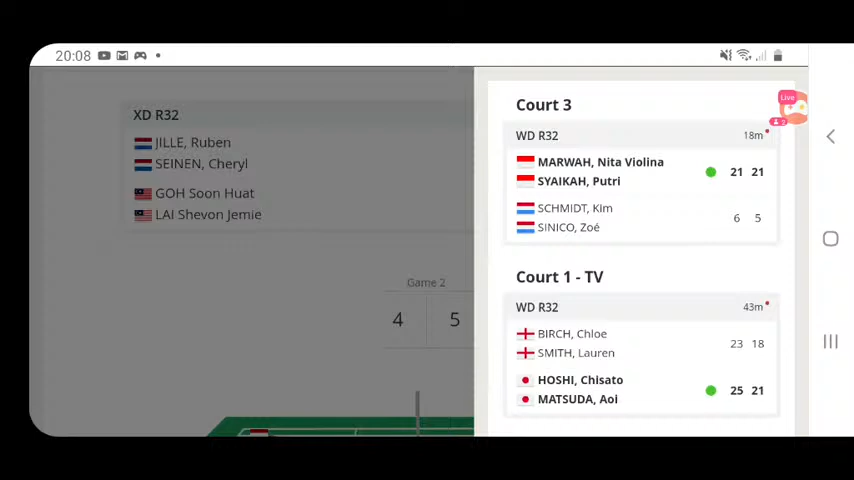 20:08
XD R32
JILLE, Ruben
SEINEN, Cheryl
GOH Soon Huat
LAI Shevon Jemie
Game 2
4 5
Court 3
WD R32 18m
MARWAH, Nita Violina
SYAIKAH, Putri
21 21
SCHMIDT, Kim
SINICO, Zoé
6 5
Court 1 - TV
WD R32 43m
BIRCH, Chloe
SMITH, Lauren
23 18
HOSHI, Chisato
MATSUDA, Aoi
25 21
Live